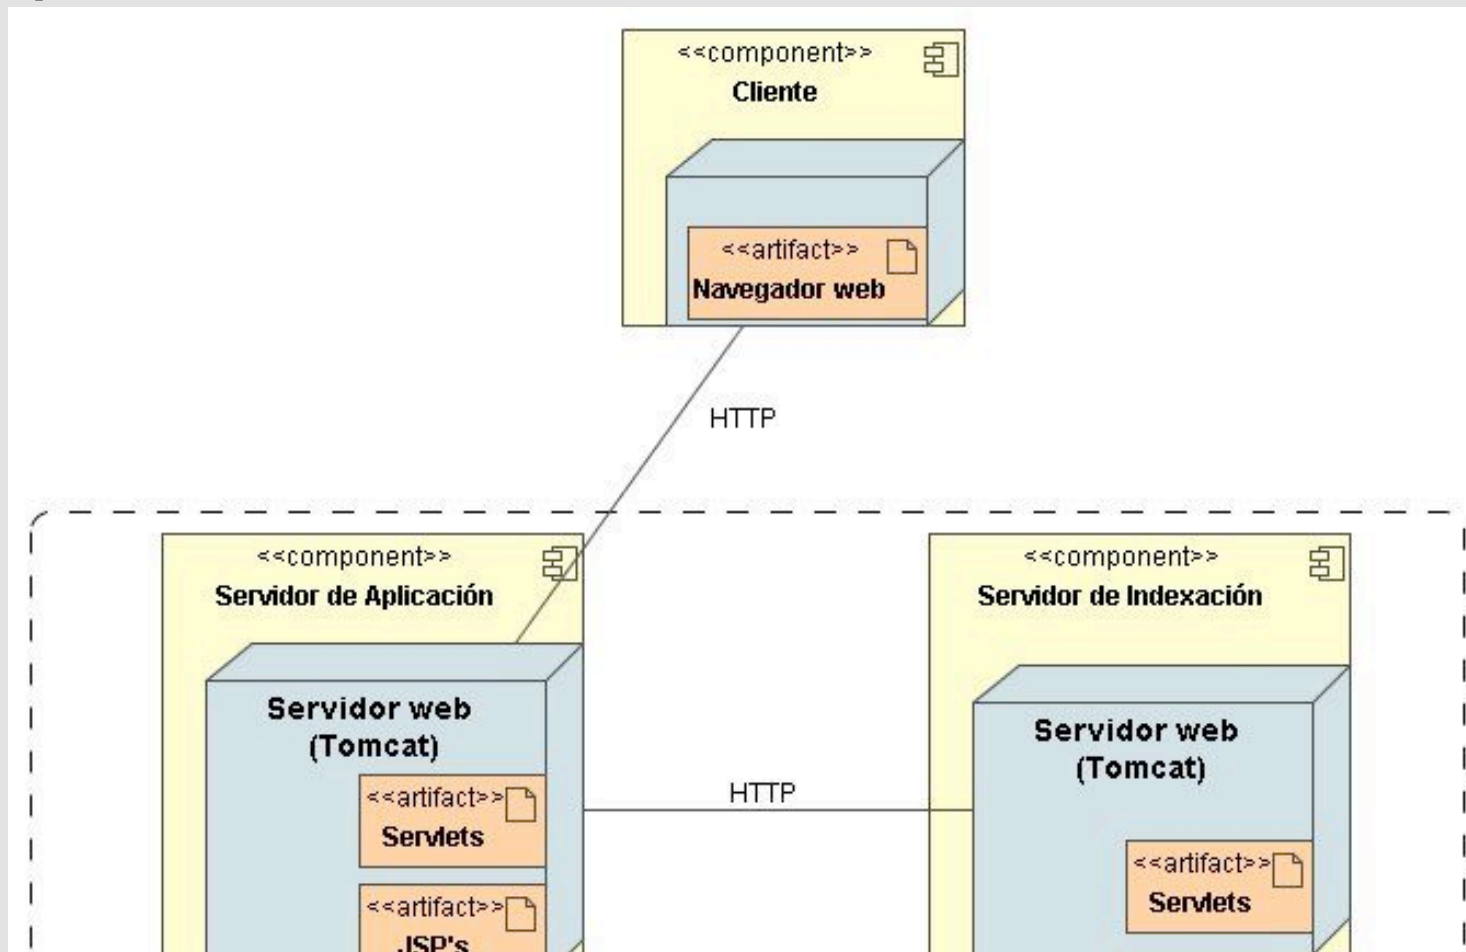 <<component>>
Cliente
<<artifact>>
Navegador web
HTTP
<<component>>
Servidor de Aplicación
<<component>>
Servidor de Indexación
Servidor web
(Tomcat)
Servidor web
(Tomcat)
<<artifact>>
Servlets
HTTP
<<artifact>>
Servlets
<<artifact>>
JSP's